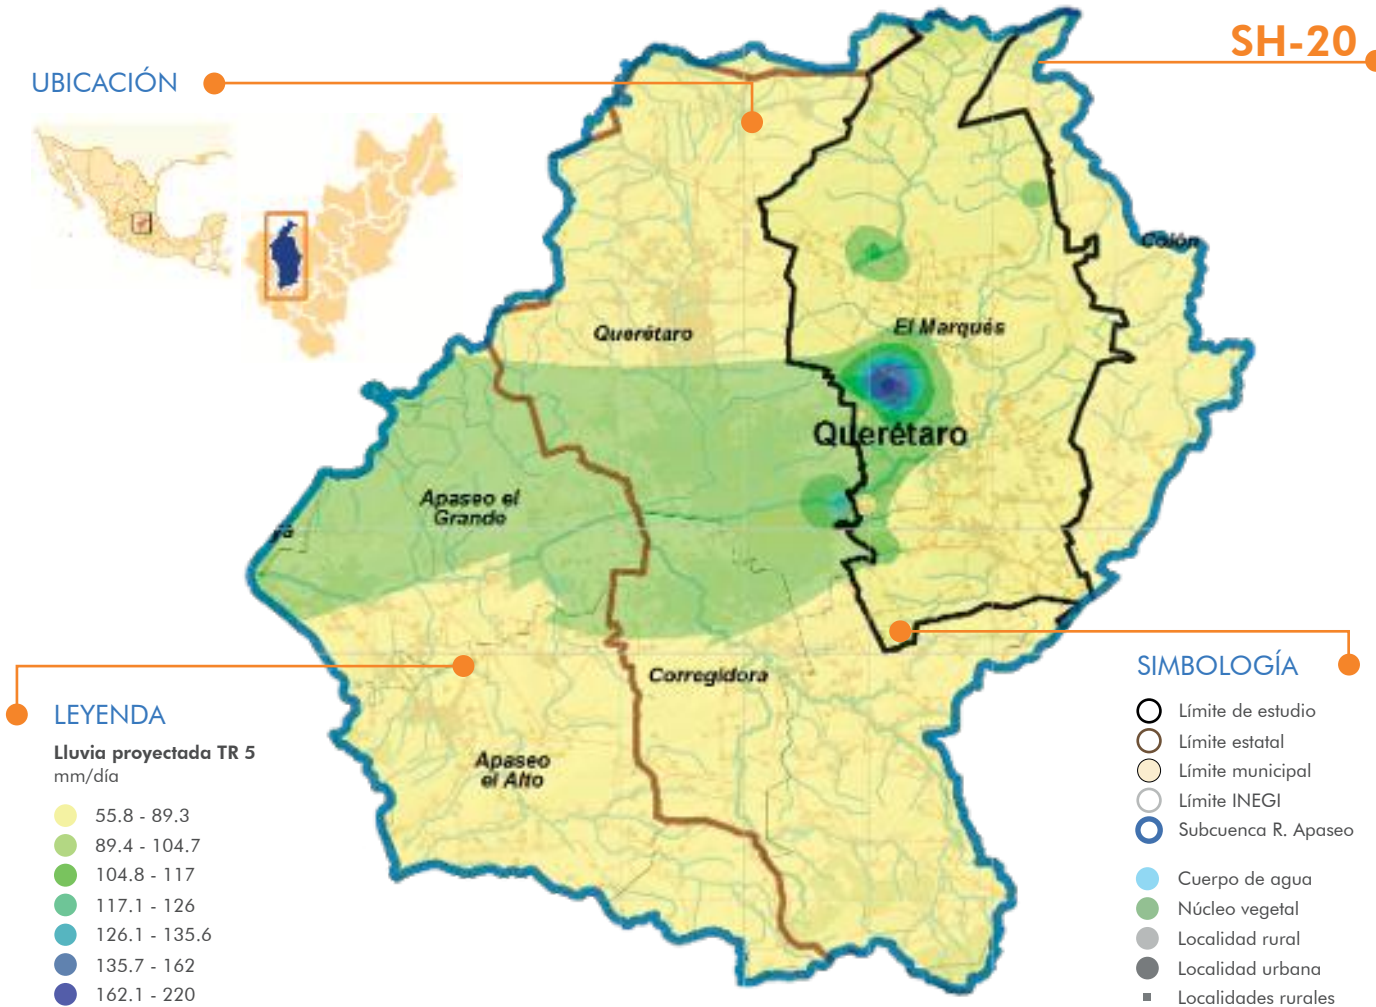 SH-20
UBICACIÓN
Colón
Querétaro
El Marqués
Querétaro
Apaseo el
Grande
Corregidora
Apaseo
el Alto
LEYENDA
Lluvia proyectada TR 5
mm/día
55.8 - 89.3
89.4 - 104.7
104.8 - 117
117.1 - 126
126.1 - 135.6
135.7 - 162
162.1 - 220
SIMBOLOGÍA
Límite de estudio
Límite estatal
Límite municipal
Límite INEGI
Subcuenca R. Apaseo
Cuerpo de agua
Núcleo vegetal
Localidad rural
Localidad urbana
Localidades rurales